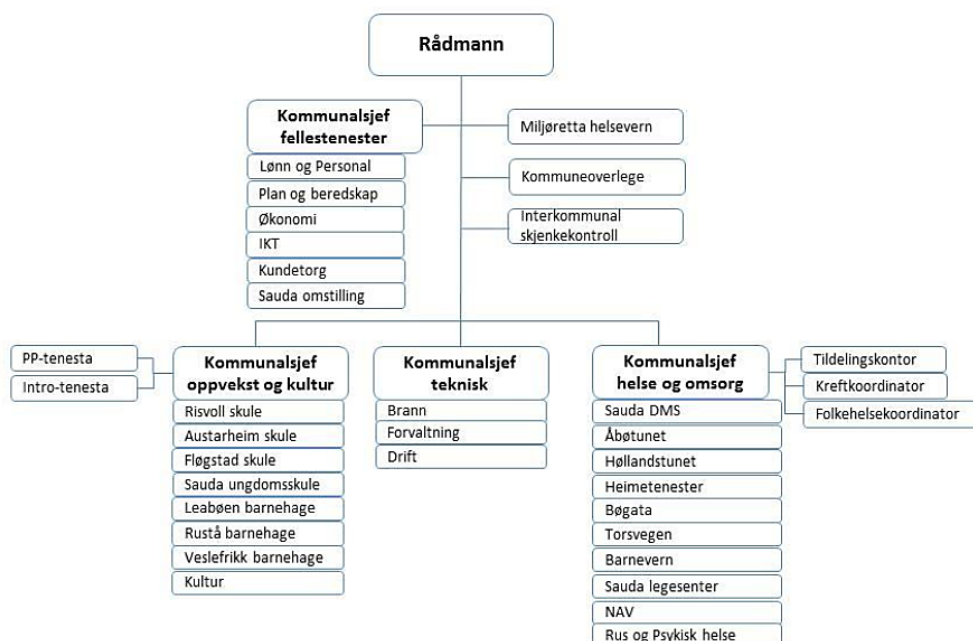 Rådmann
Kommunalsjef
fellestenester
Lønn og Personal
Plan og beredskap
Økonomi
IKT
Kundetorg
Sauda omstilling
Miljøretta helsevern
Kommuneoverlege
Interkommunal
skjenkekontroll
PP-tenesta
Intro-tenesta
Kommunalsjef
oppvekst og kultur
Risvoll skule
Austarheim skule
Fløgstad skule
Sauda ungdomsskule
Leabøen barnehage
Rustå barnehage
Veslefrikk barnehage
Kultur
Kommunalsjef
teknisk
Brann
Forvaltning
Drift
Kommunalsjef
helse og omsorg
Sauda DMS
Åbøtunet
Høllandstunet
Heimetenester
Bøgata
Torsvegen
Barnevern
Sauda legesenter
NAV
Rus og Psykisk helse
Tildelingskontor
Kreftkoordinator
Folkehelsekoordinator